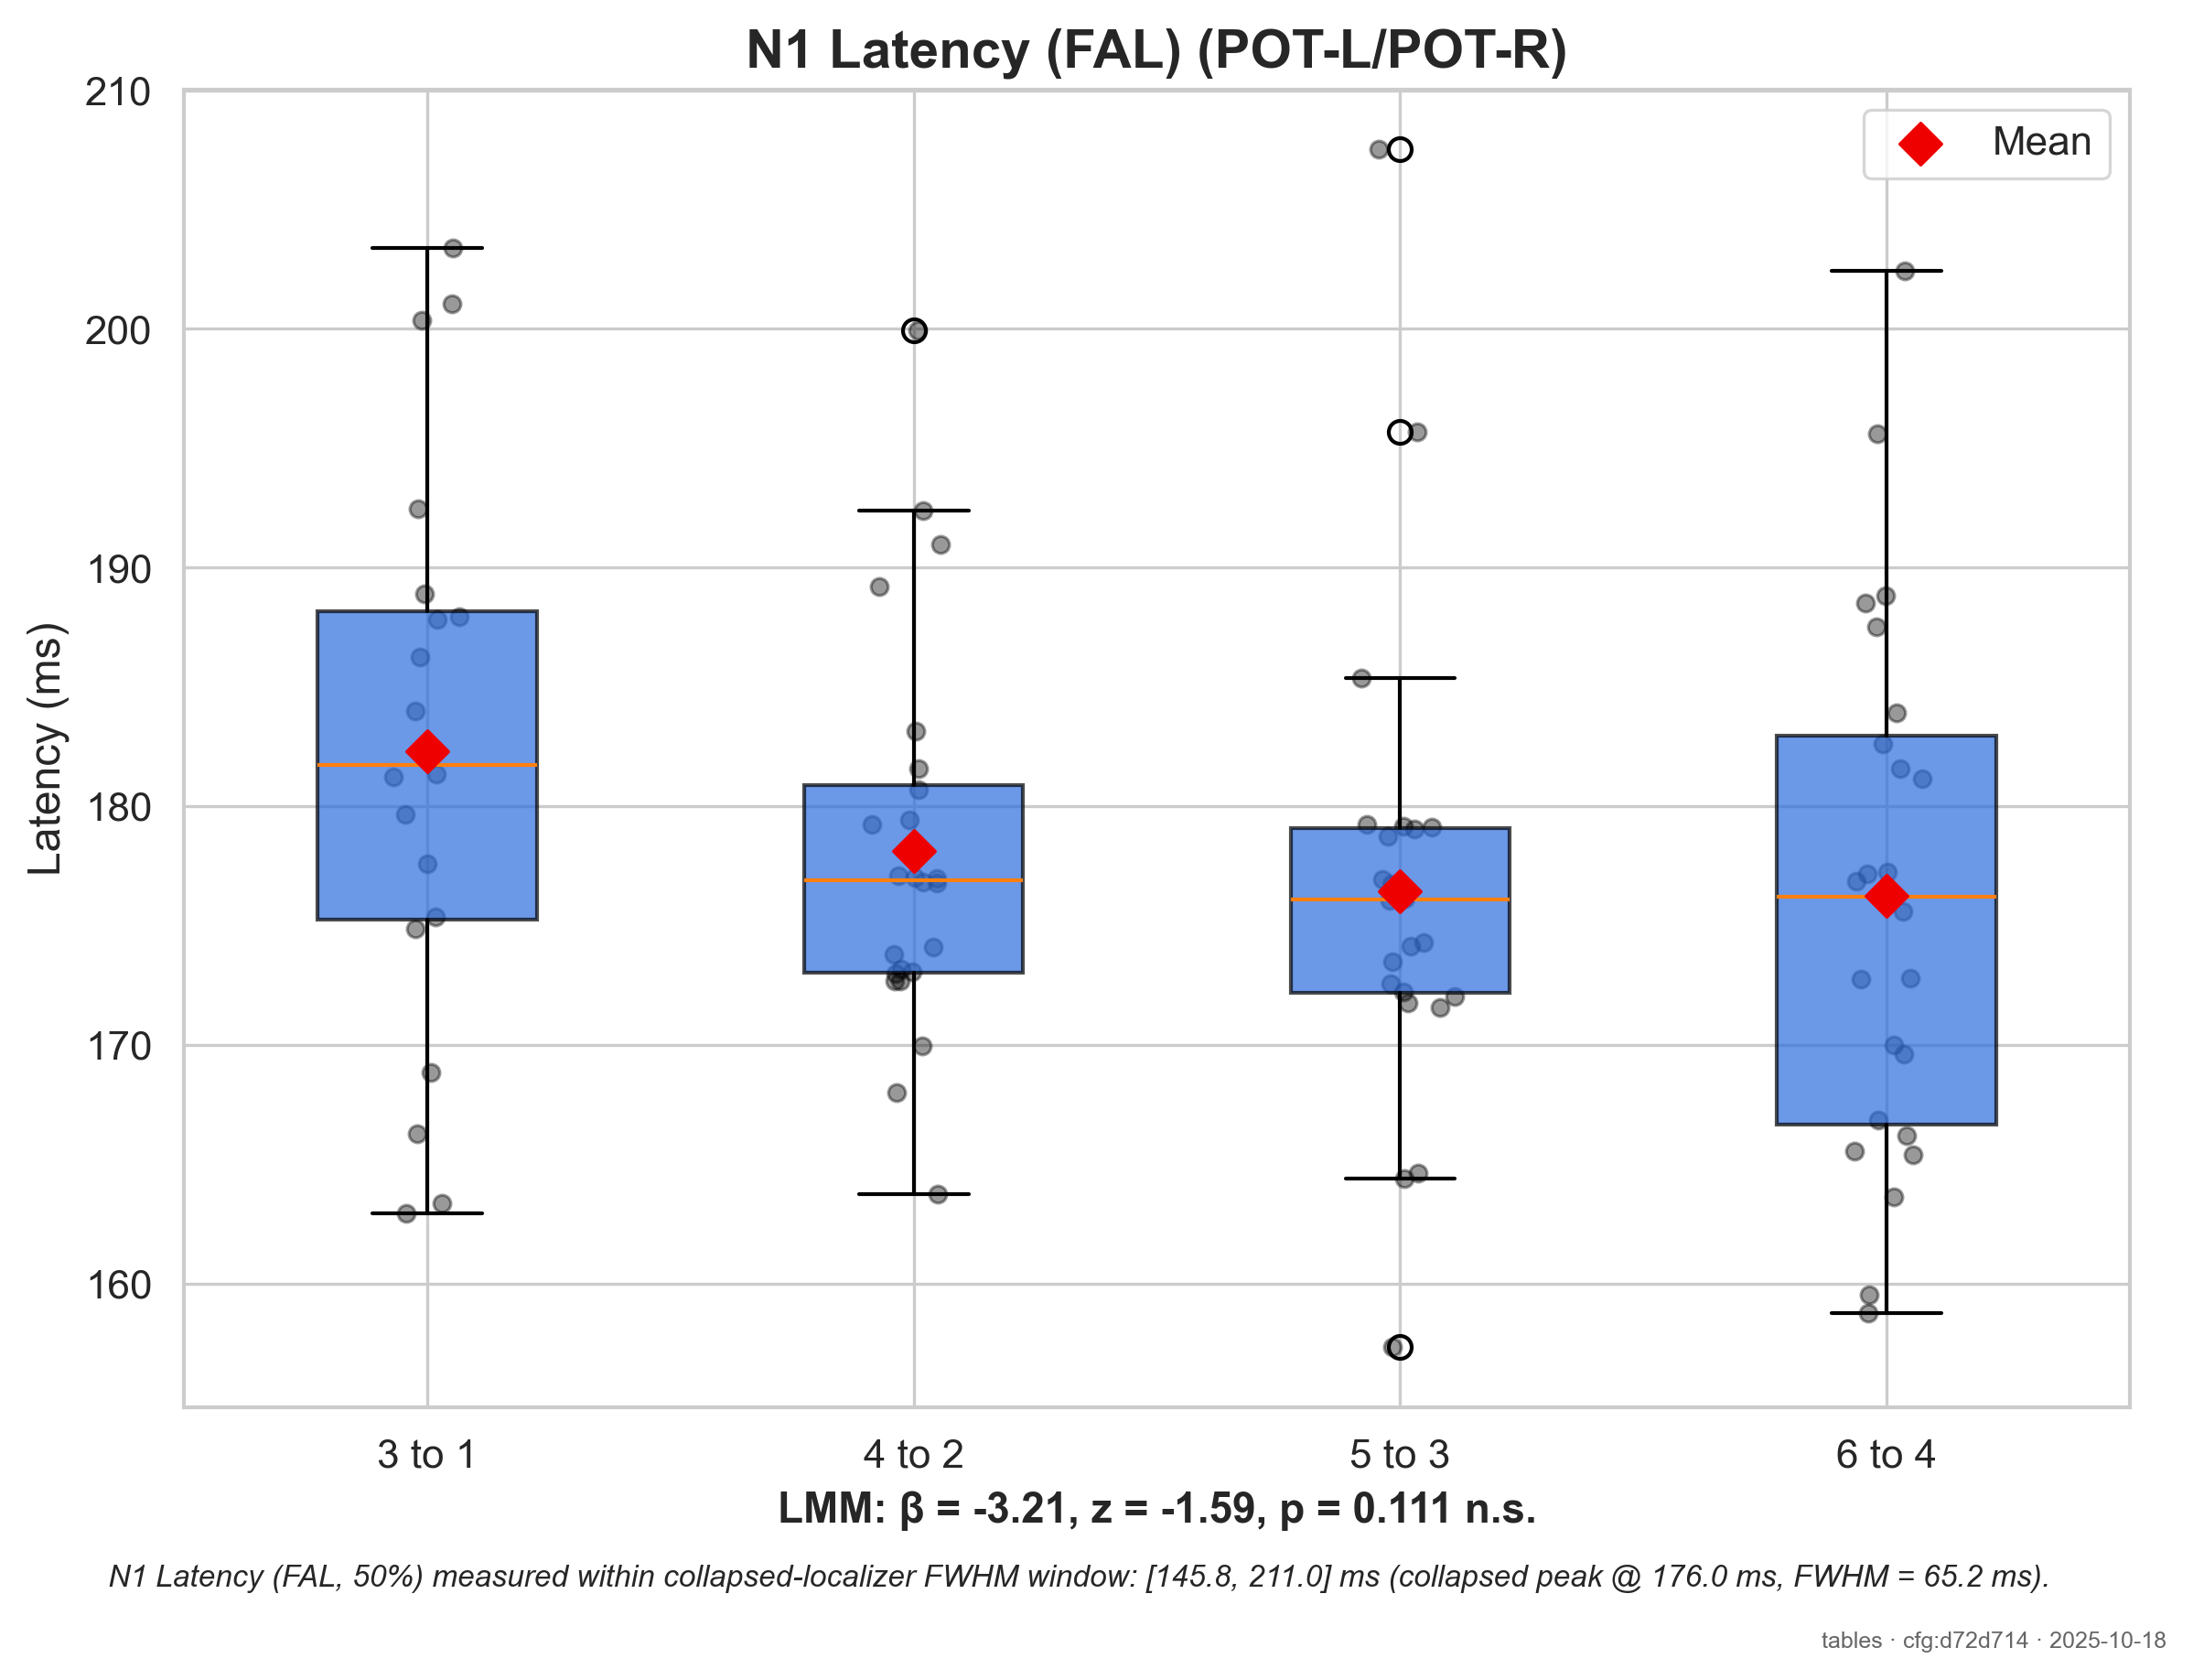 N1 Latency (FAL) (POT-L/POT-R)
Mean
Latency (ms)
210
200
190
180
170
160
3 to 1
4 to 2
5 to 3
6 to 4
LMM: β = -3.21, z = -1.59, p = 0.111 n.s.
N1 Latency (FAL, 50%) measured within collapsed-localizer FWHM window: [145.8, 211.0] ms (collapsed peak @ 176.0 ms, FWHM = 65.2 ms).
tables · cfg:d72d714 · 2025-10-18